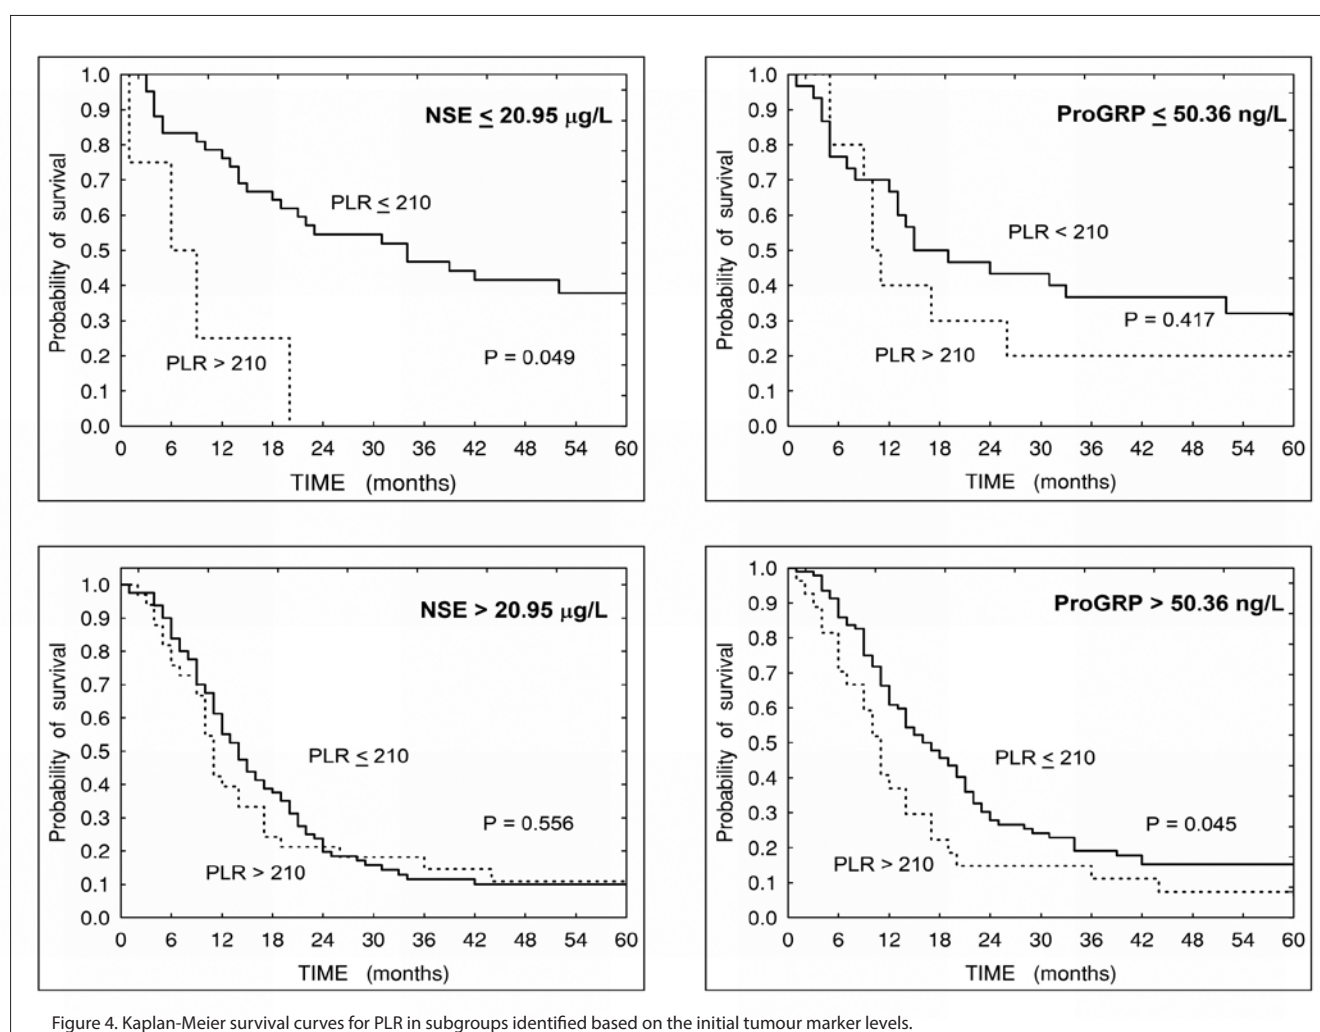 1.0
0.9
0.8
0.7
0.6
0.5
0.4
0.3
0.2
0.1
0.0
Probability of survival
NSE ≤ 20.95 µg/L
PLR ≤ 210
PLR > 210
P = 0.049
0 6 12 18 24 30 36 42 48 54 60
TIME (months)
1.0
0.9
0.8
0.7
0.6
0.5
0.4
0.3
0.2
0.1
0.0
Probability of survival
ProGRP ≤ 50.36 ng/L
PLR < 210
P = 0.417
PLR > 210
0 6 12 18 24 30 36 42 48 54 60
TIME (months)
1.0
0.9
0.8
0.7
0.6
0.5
0.4
0.3
0.2
0.1
0.0
Probability of survival
NSE > 20.95 µg/L
PLR ≤ 210
P = 0.556
PLR > 210
0 6 12 18 24 30 36 42 48 54 60
TIME (months)
1.0
0.9
0.8
0.7
0.6
0.5
0.4
0.3
0.2
0.1
0.0
Probability of survival
ProGRP > 50.36 ng/L
PLR ≤ 210
P = 0.045
PLR > 210
0 6 12 18 24 30 36 42 48 54 60
TIME (months)
Figure 4. Kaplan-Meier survival curves for PLR in subgroups identified based on the initial tumour marker levels.